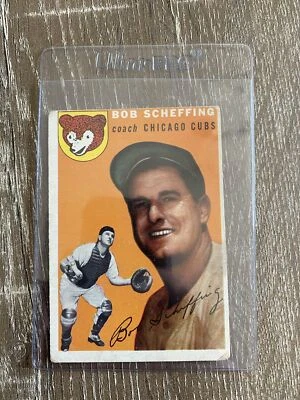 BOB SCHEFFING
coach CHICAGO CUBS
Bob Scheffing